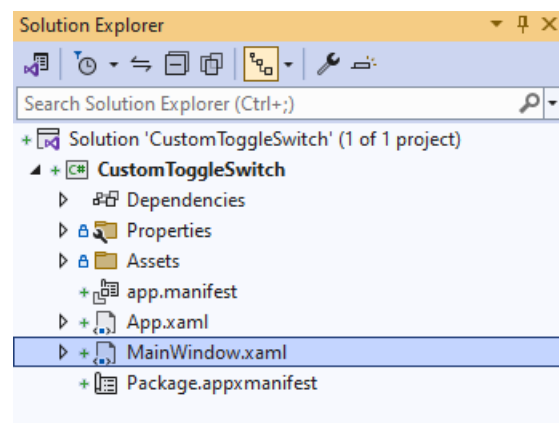 Solution Explorer
Search Solution Explorer (Ctrl+;)
Solution 'CustomToggleSwitch' (1 of 1 project)
C# CustomToggleSwitch
Dependencies
Properties
Assets
app.manifest
App.xaml
MainWindow.xaml
Package.appxmanifest